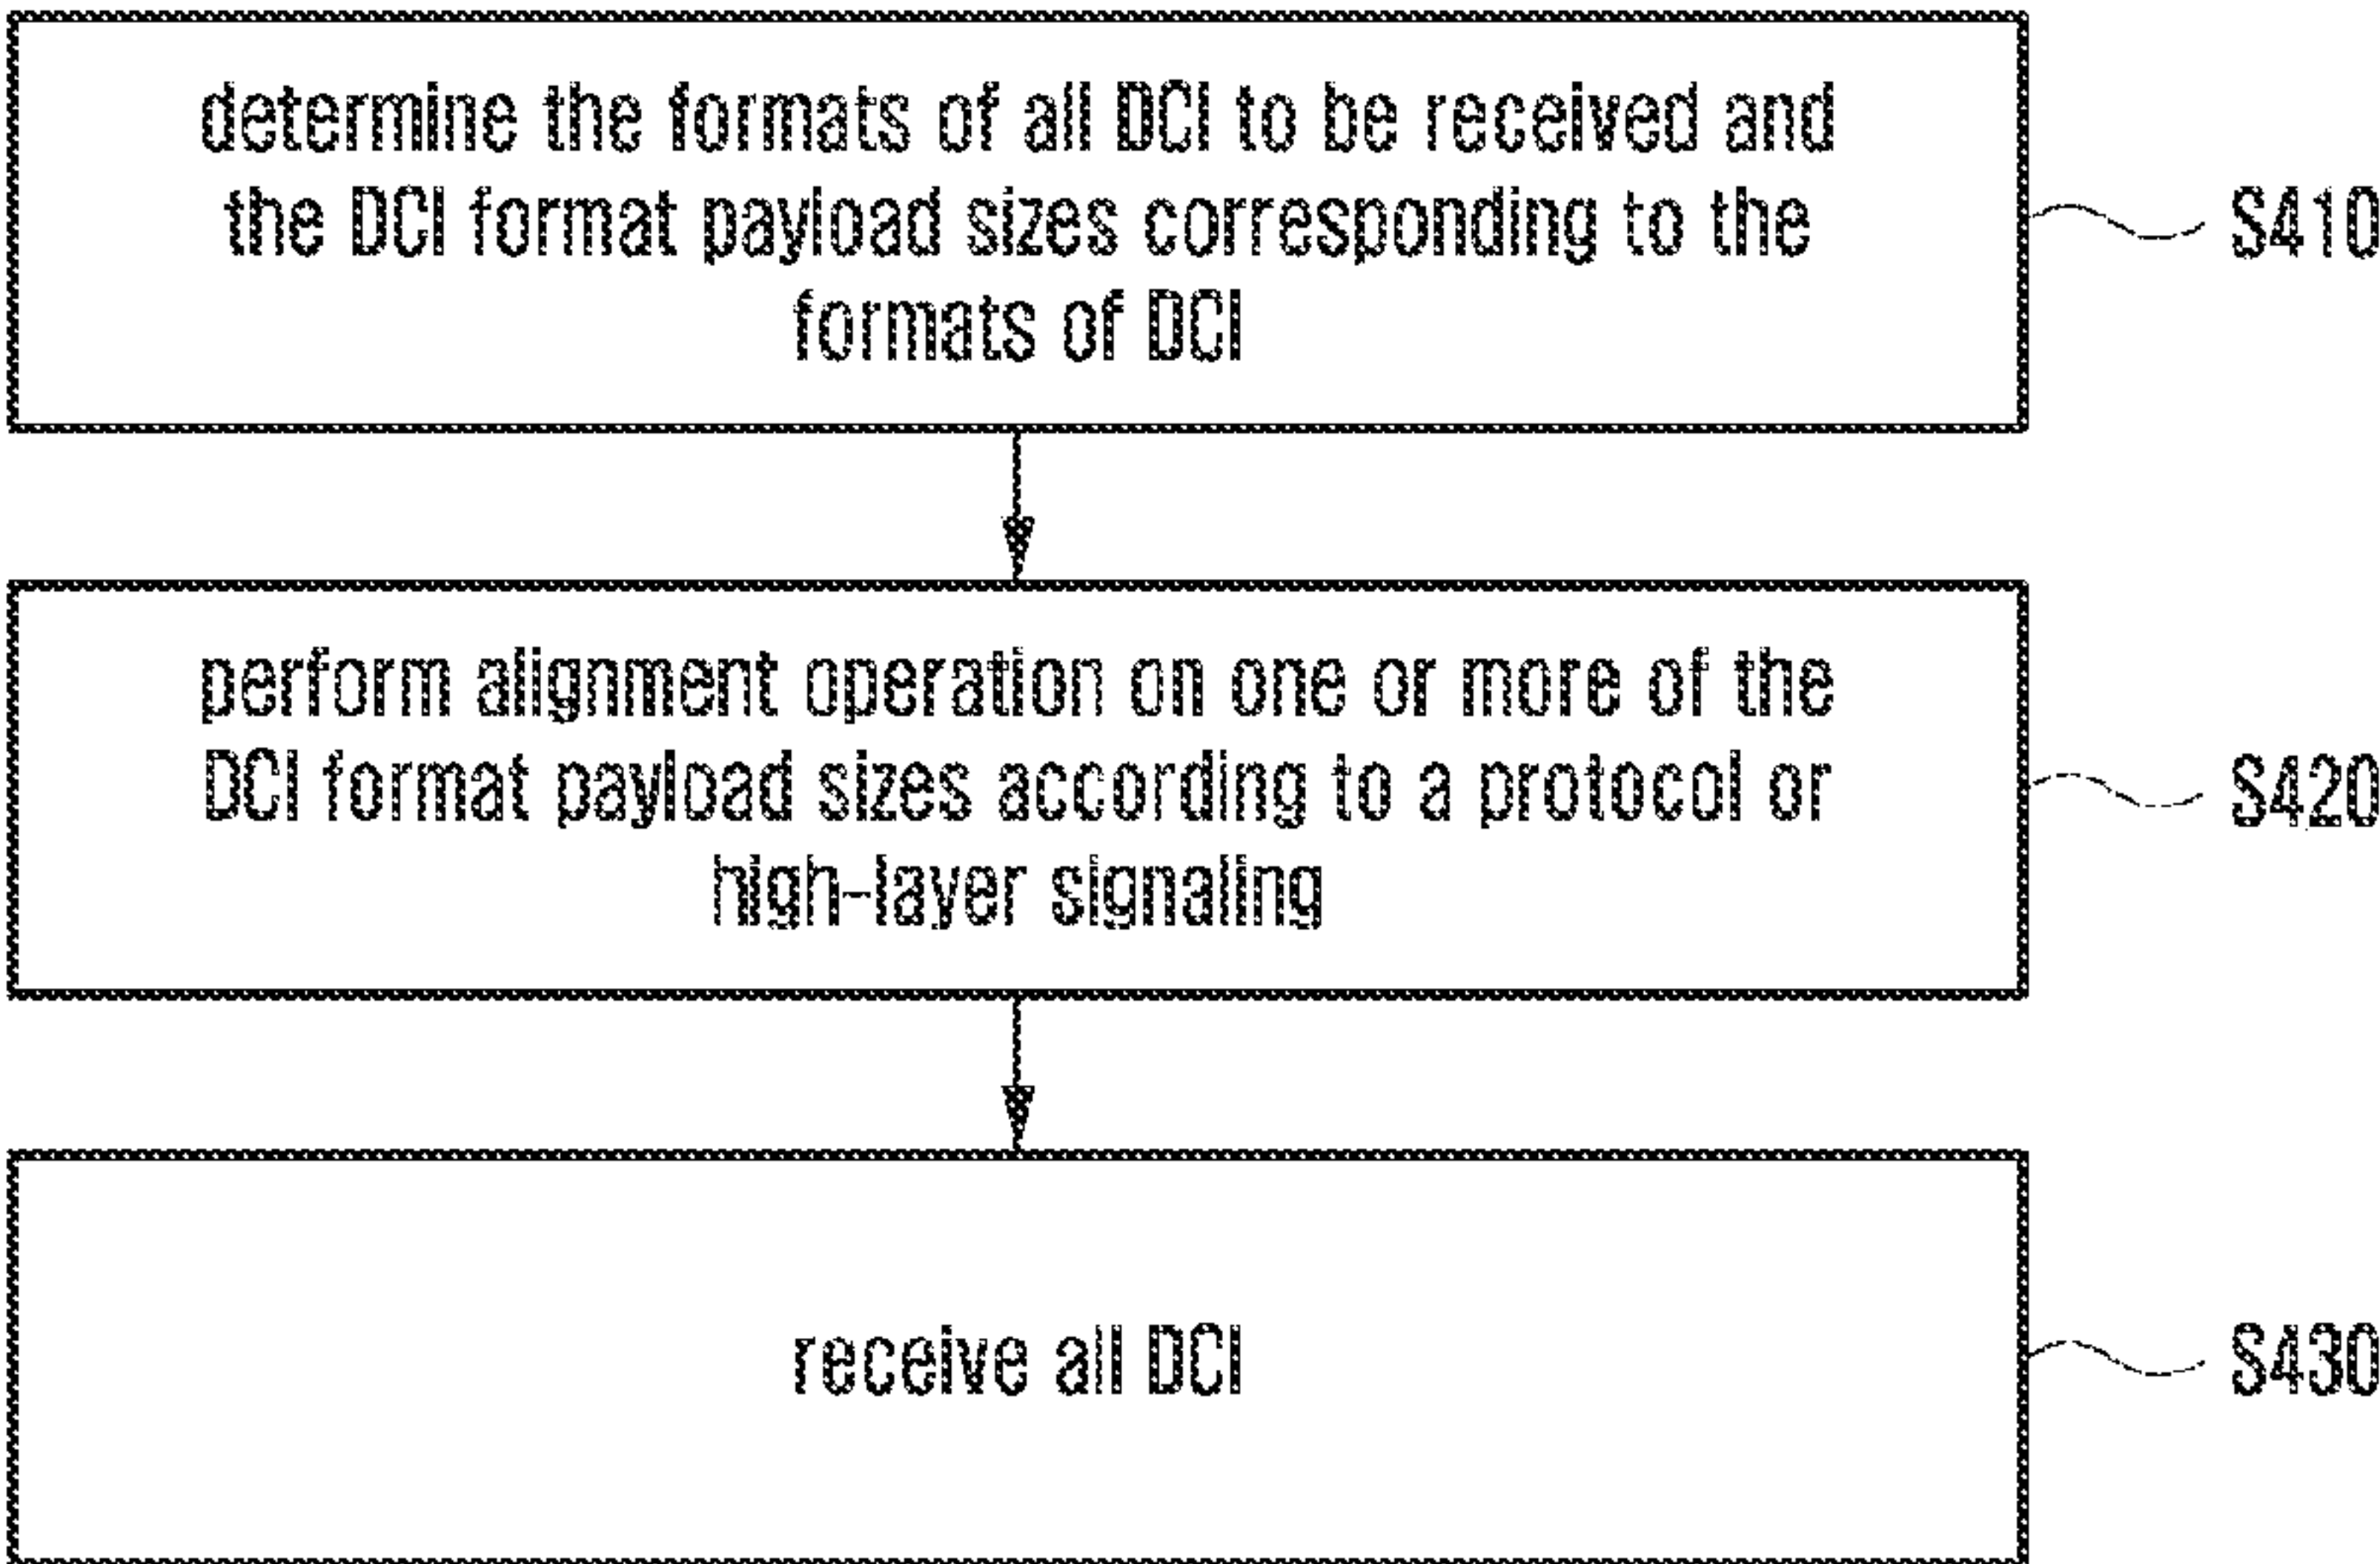 determine the formats of all DCI to be received and
the DCI format payload sizes corresponding to the
formats of DCI
S410
perform alignment operation on one or more of the
DCI format payload sizes according to a protocol or
high-layer signaling
S420
receive all DCI
S430